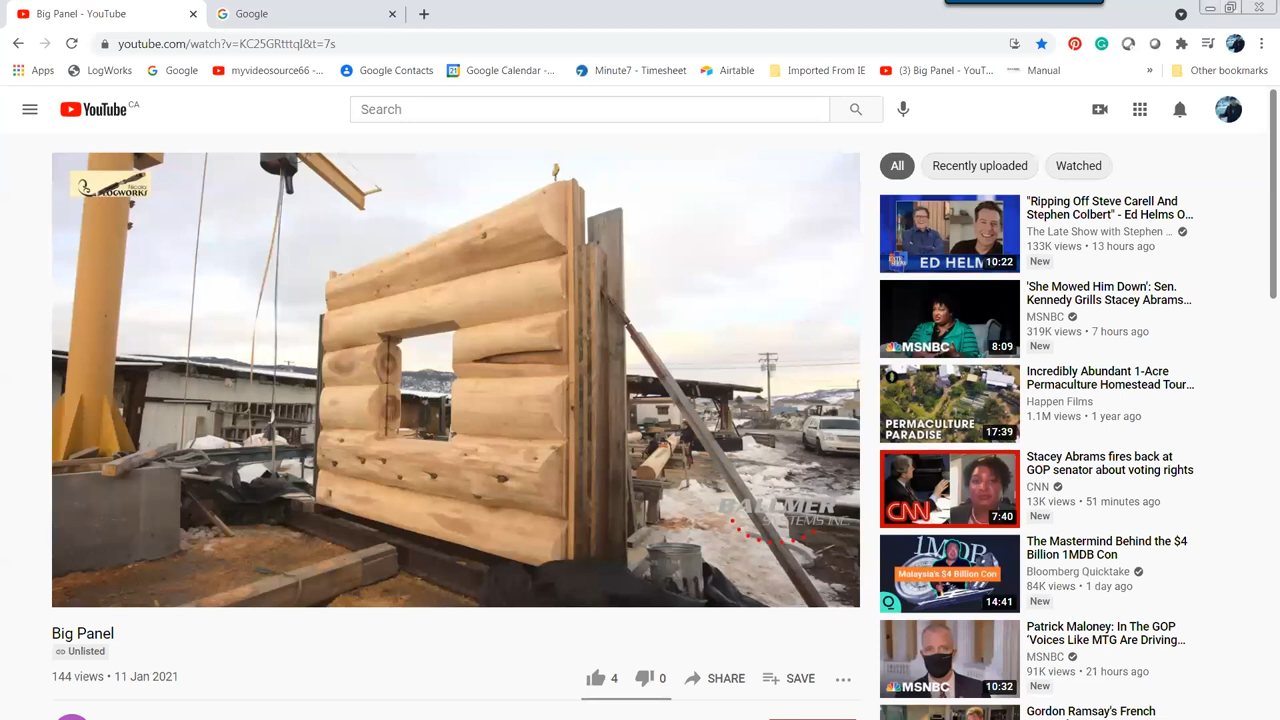 Big Panel - YouTube
Google
youtube.com/watch?v=KC25GRtttqI&t=7s
Apps
LogWorks
Google
myvideosource66 -...
Google Contacts
Google Calendar -...
Minute7 - Timesheet
Airtable
Imported From IE
(3) Big Panel - YouT...
Manual
»
Other bookmarks
YouTube CA
Search
Nicola
LOGWORKS
SYSTEMS INC.
Big Panel
Unlisted
144 views • 11 Jan 2021
4
0
SHARE
SAVE
All
Recently uploaded
Watched
ED HELM
10:22
"Ripping Off Steve Carell And
Stephen Colbert" - Ed Helms O...
The Late Show with Stephen ...
133K views • 13 hours ago
New
MSNBC
8:09
'She Mowed Him Down': Sen.
Kennedy Grills Stacey Abrams...
MSNBC
319K views • 7 hours ago
New
PERMACULTURE
PARADISE
17:39
Incredibly Abundant 1-Acre
Permaculture Homestead Tour...
Happen Films
1.1M views • 1 year ago
CNN
7:40
Stacey Abrams fires back at
GOP senator about voting rights
CNN
13K views • 51 minutes ago
New
1MDB
Malaysia's $4 Billion Con
14:41
The Mastermind Behind the $4
Billion 1MDB Con
Bloomberg Quicktake
84K views • 1 day ago
New
MSNBC
10:32
Patrick Maloney: In The GOP
'Voices Like MTG Are Driving...
MSNBC
91K views • 21 hours ago
New
Gordon Ramsay's French